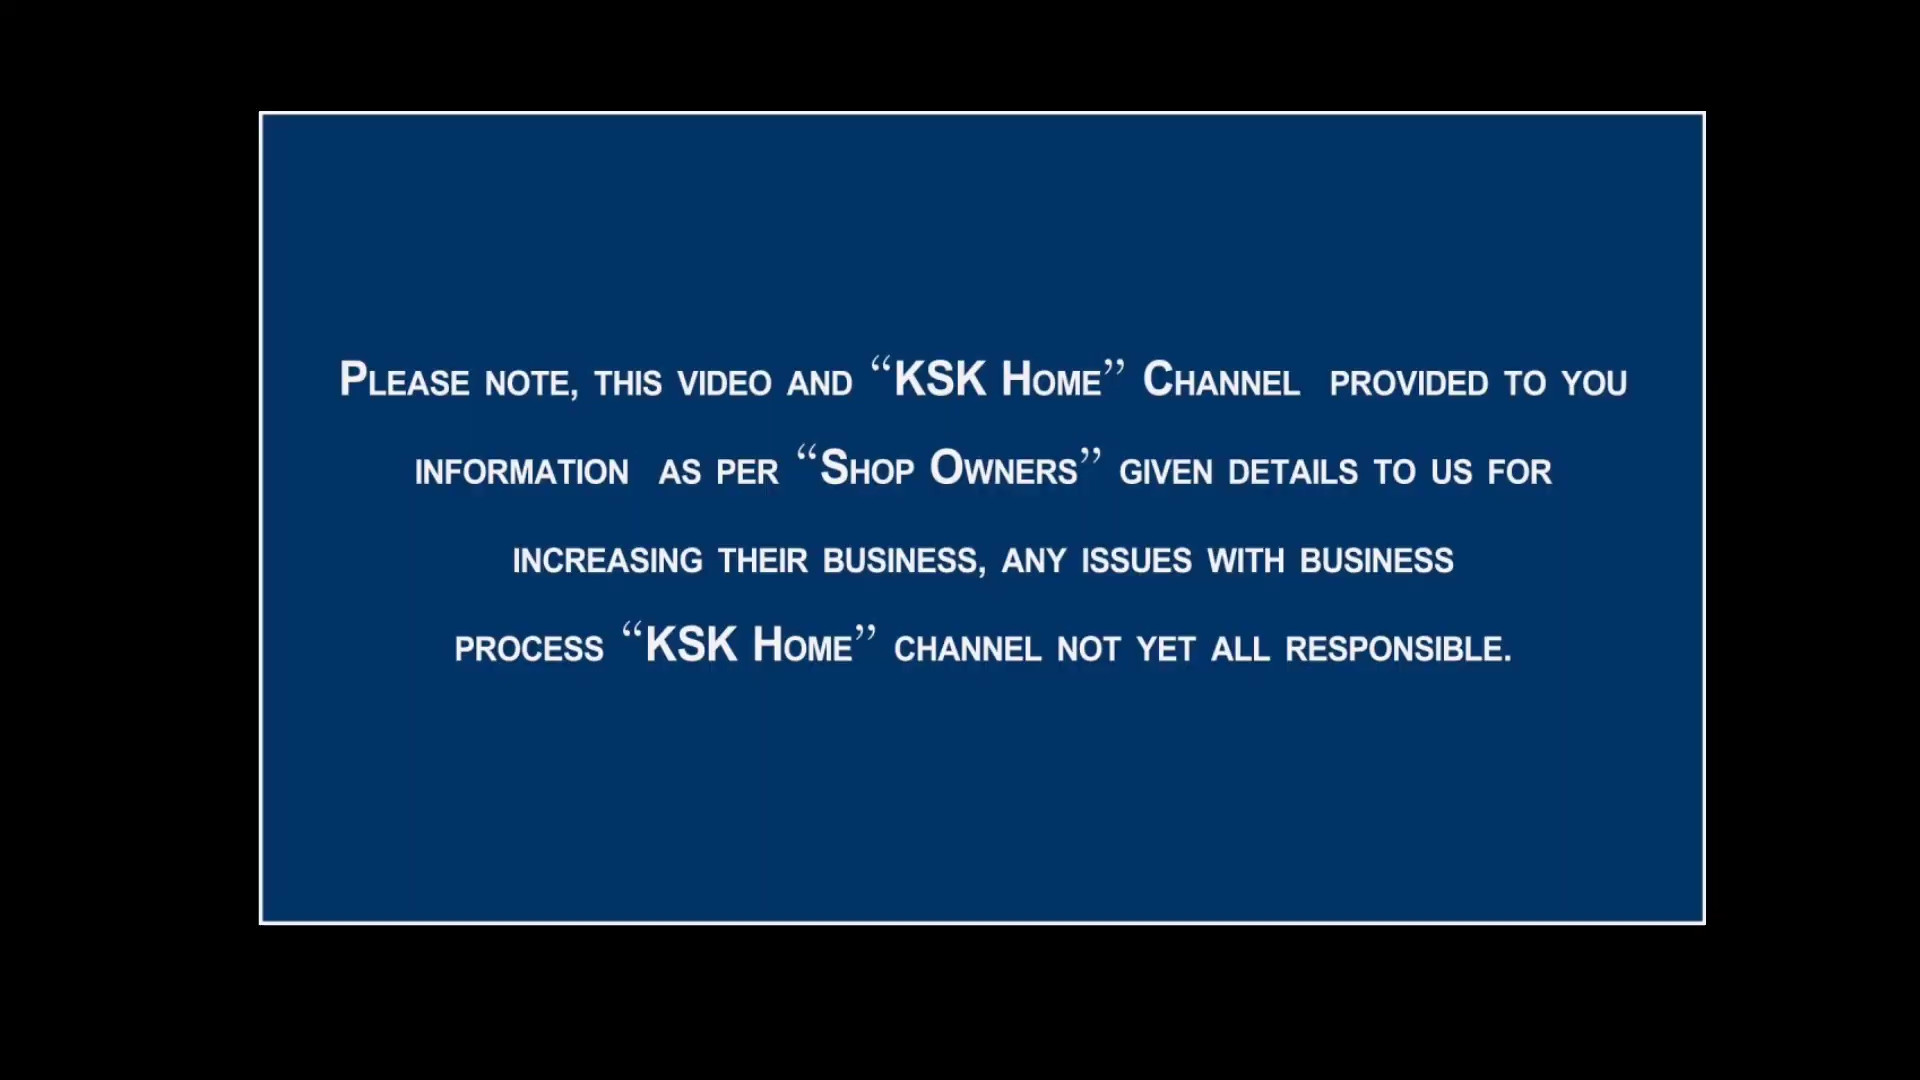 Please note, this video and “KSK Home” Channel provided to you
information as per “Shop Owners” given details to us for
increasing their business, any issues with business
process “KSK Home” channel not yet all responsible.